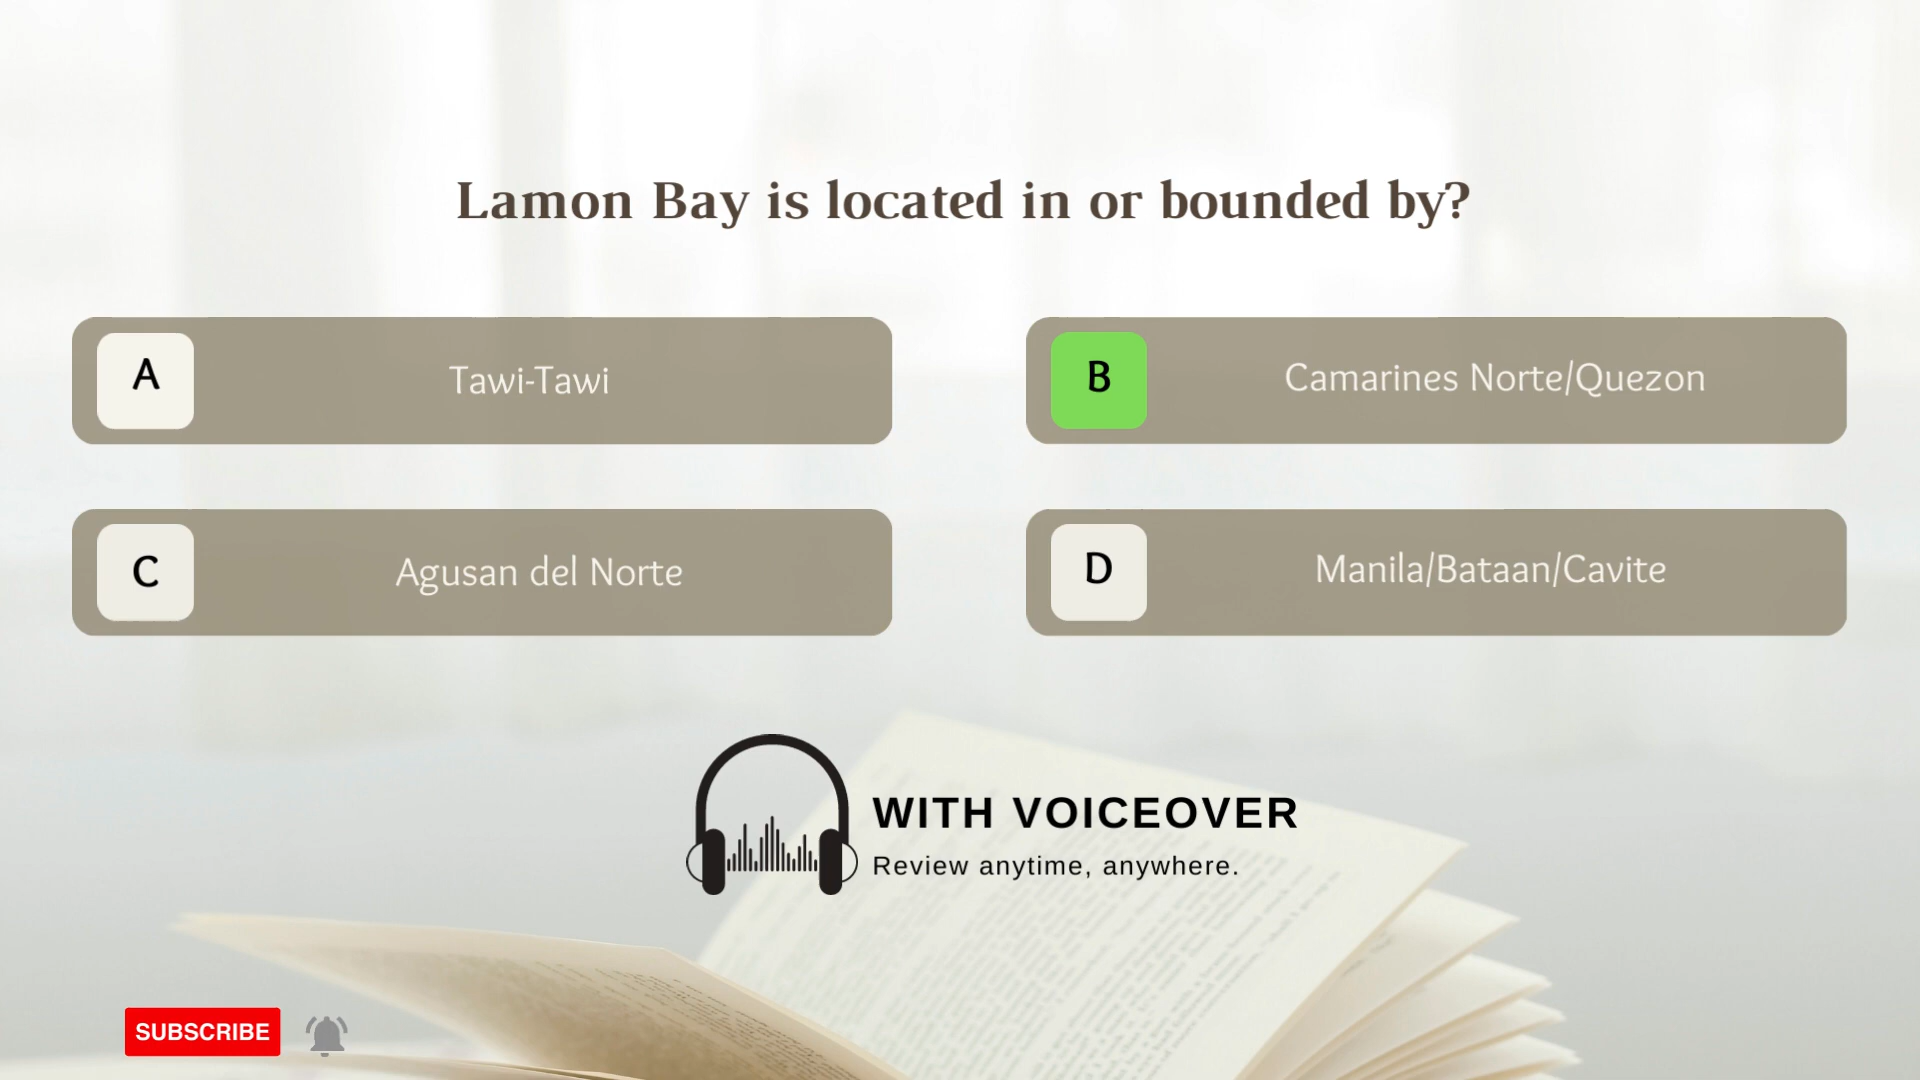 Lamon Bay is located in or bounded by?
A
Tawi-Tawi
B
Camarines Norte/Quezon
C
Agusan del Norte
D
Manila/Bataan/Cavite
WITH VOICEOVER
Review anytime, anywhere.
SUBSCRIBE